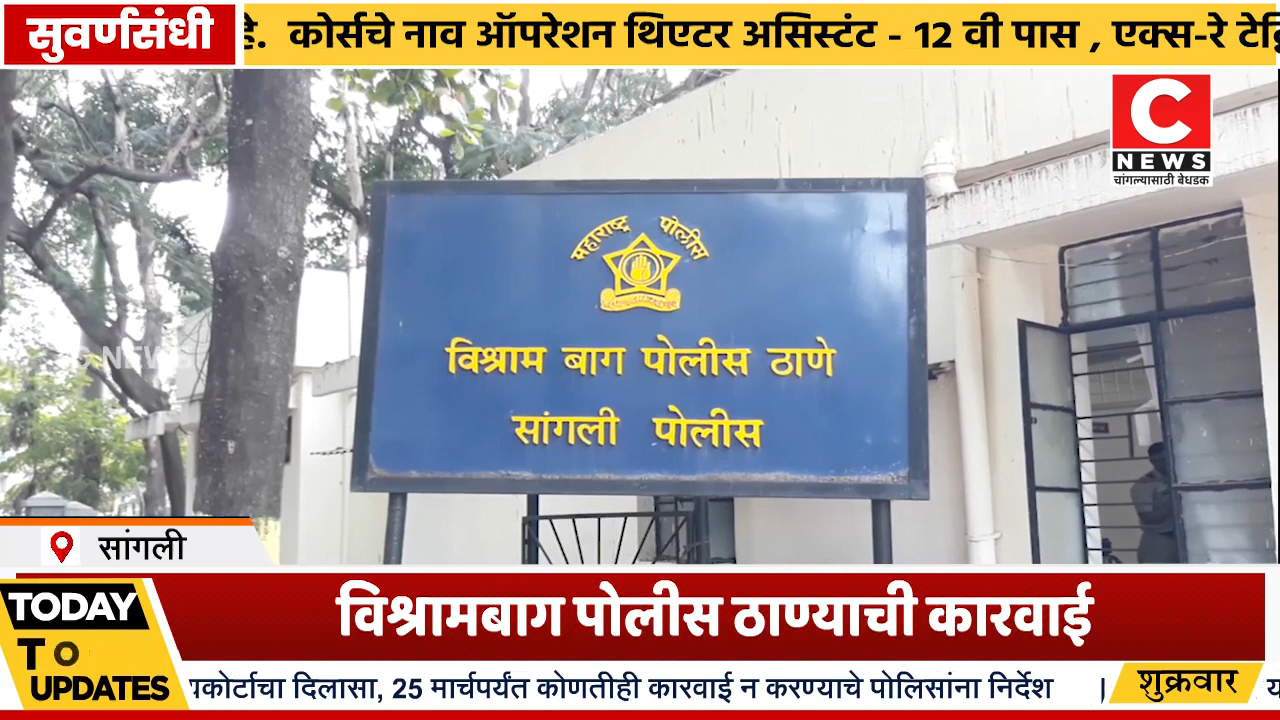 सुवर्णसंधी
हे. कोर्सचे नाव ऑपरेशन थिएटर असिस्टंट - 12 वी पास , एक्स-रे
C
NEWS
चांगल्यासाठी बेधडक
महाराष्ट्र पोलीस
विश्राम बाग पोलीस ठाणे
सांगली पोलीस
C NEWS
सांगली
TODAY
TO
UPDATES
विश्रामबाग पोलीस ठाण्याची कारवाई
दिलासा, 25 मार्चपर्यंत कोणतीही कारवाई न करण्याचे पोलिसांना निर्देश |
शुक्रवार